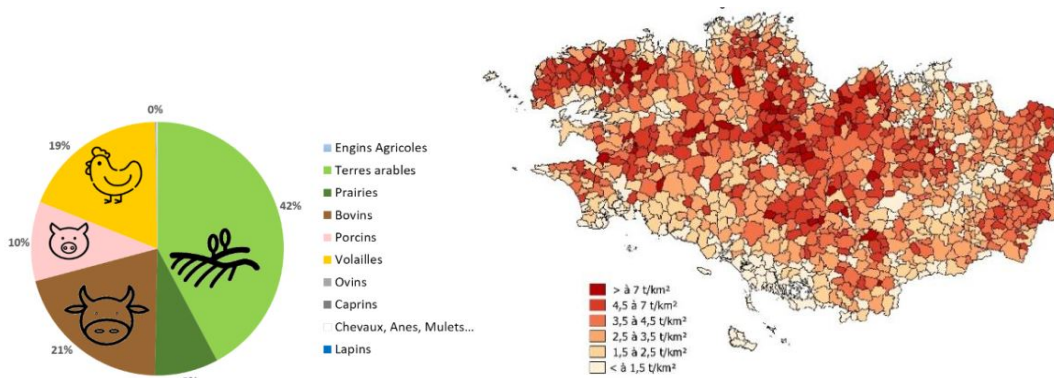 0%
19%
42%
10%
21%
Engins Agricoles
Terres arables
Prairies
Bovins
Porcins
Volailles
Ovins
Caprins
Chevaux, Anes, Mulets...
Lapins
> à 7 t/km²
4,5 à 7 t/km²
3,5 à 4,5 t/km²
2,5 à 3,5 t/km²
1,5 à 2,5 t/km²
< à 1,5 t/km²